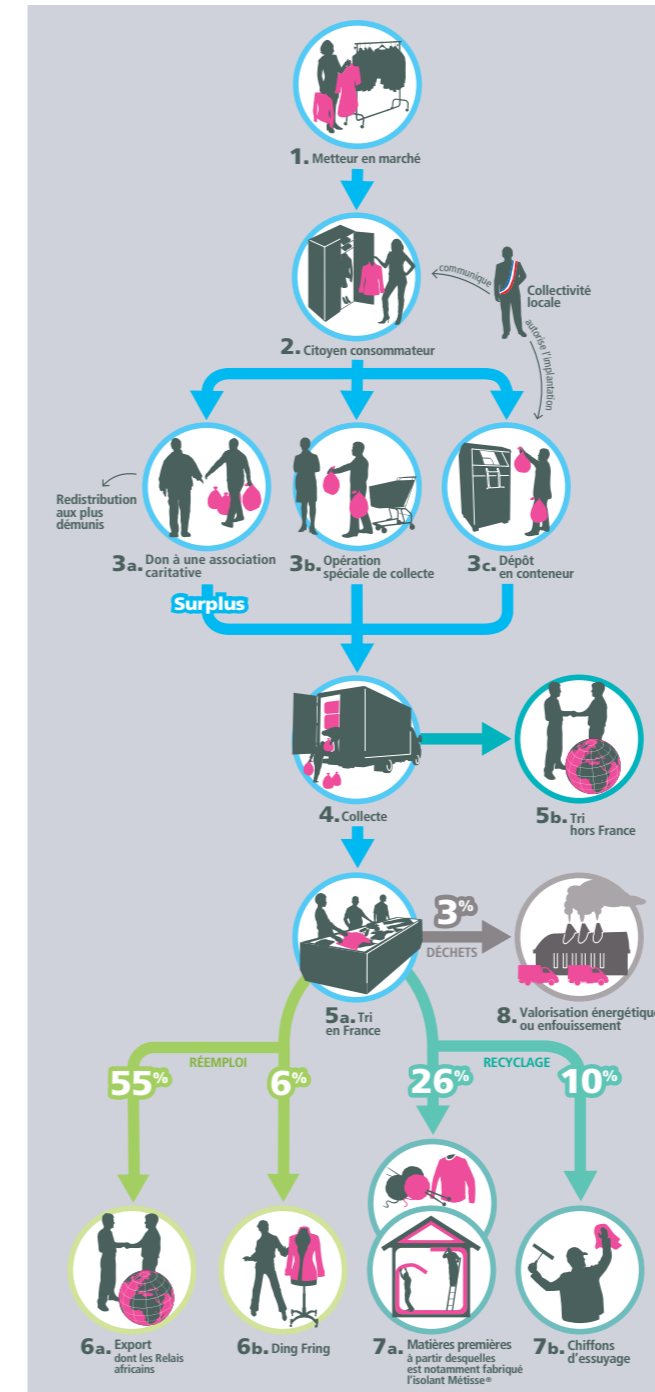 1. Metteur en marché
communique
Collectivité
locale
autorise l'implantation
2. Citoyen consommateur
Redistribution
aux plus
démunis
3a. Don à une association
caritative
3b. Opération
spéciale de collecte
3c. Dépôt
en conteneur
Surplus
4. Collecte
5b. Tri
hors France
3%
DÉCHETS
5a. Tri
en France
8. Valorisation énergétique
ou enfouissement
RÉEMPLOI
RECYCLAGE
55%
6%
26%
10%
6a. Export
dont les Relais
africains
6b. Ding Fring
7a. Matières premières
à partir desquelles
est notamment fabriqué
l'isolant Métisse®
7b. Chiffons
d'essuyage